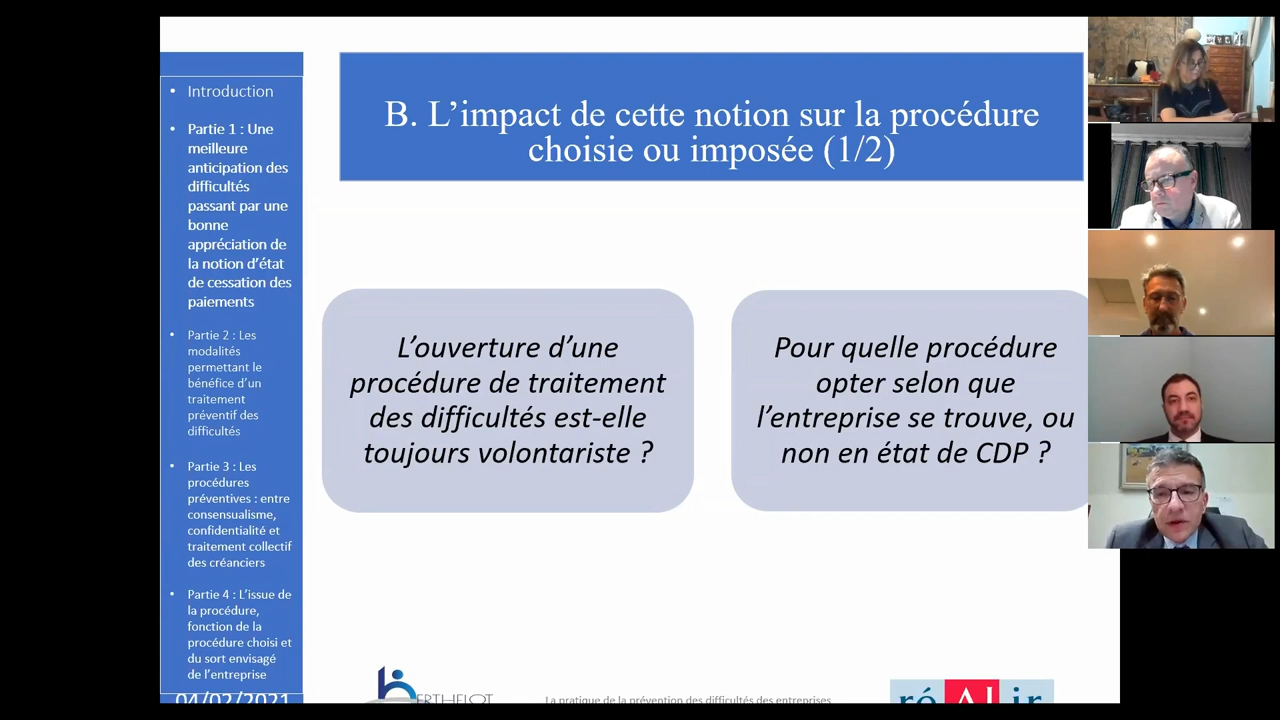 • Introduction
• Partie 1 : Une
meilleure
anticipation des
difficultés
passant par une
bonne
appréciation de
la notion d'état
de cessation des
paiements
• Partie 2 : Les
modalités
permettant le
bénéfice d'un
traitement
préventif des
difficultés
• Partie 3 : Les
procédures
préventives : entre
consensualisme,
confidentialité et
traitement collectif
des créanciers
• Partie 4 : L'issue de
la procédure,
fonction de la
procédure choisi et
du sort envisagé
de l'entreprise
04/02/2021
B. L'impact de cette notion sur la procédure
choisie ou imposée (1/2)
L'ouverture d'une
procédure de traitement
des difficultés est-elle
toujours volontariste ?
Pour quelle procédure
opter selon que
l'entreprise se trouve, ou
non en état de CDP ?
BERTHELOT
La pratique de la prévention des difficultés des entreprises
réAgir